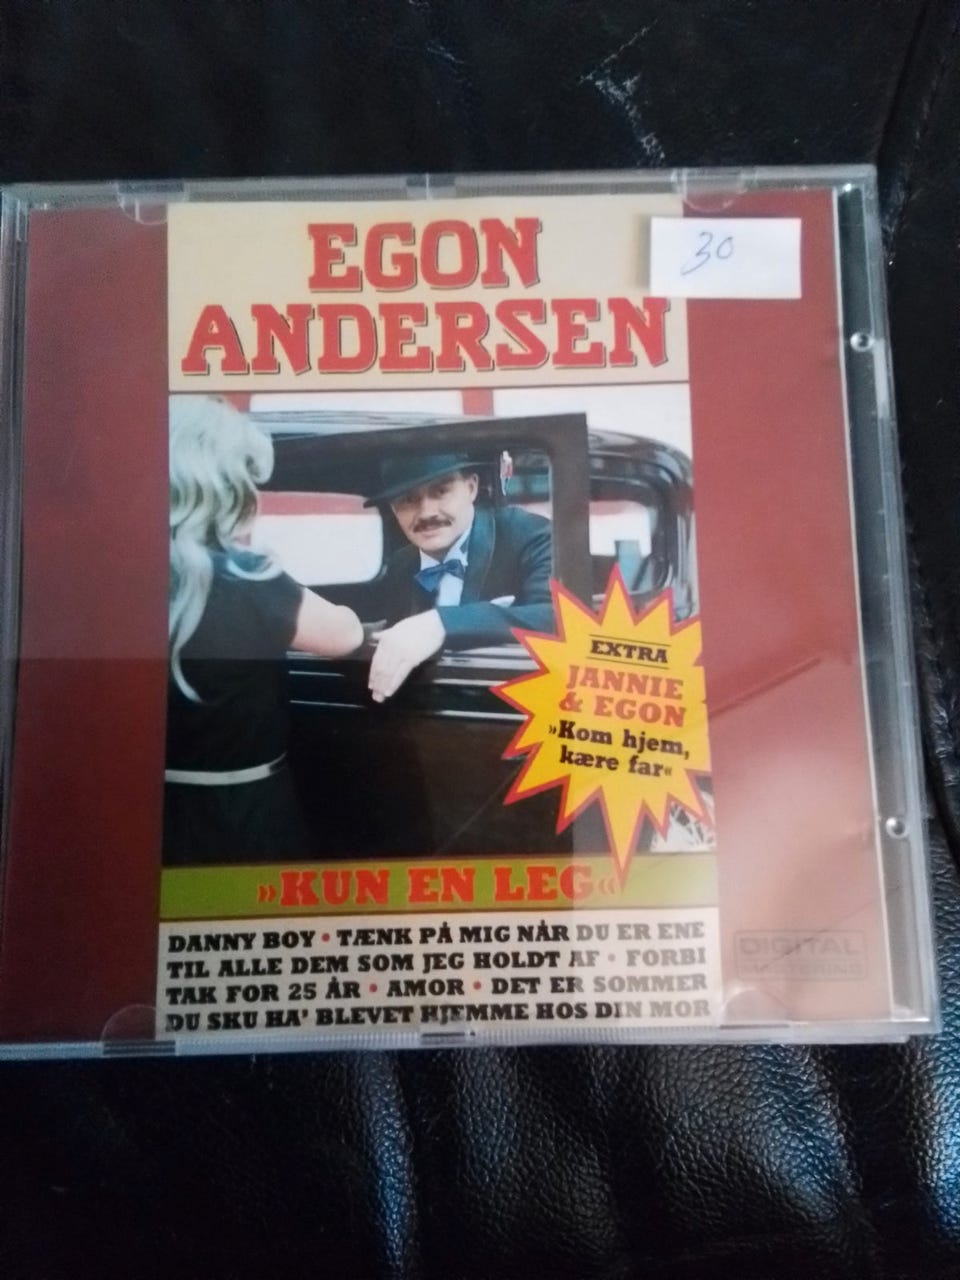 EGON
30
ANDERSEN
EXTRA
JANNIE
& EGON
»Kom hjem,
kære far«
»KUN EN LEG«
DANNY BOY • TÆNK PÅ MIG NÅR DU ER ENE
TIL ALLE DEM SOM JEG HOLDT AF • FORBI
TAK FOR 25 ÅR • AMOR • DET ER SOMMER
DU SKU HA' BLEVET HJEMME HOS DIN MOR
DIGITAL
MASTERING